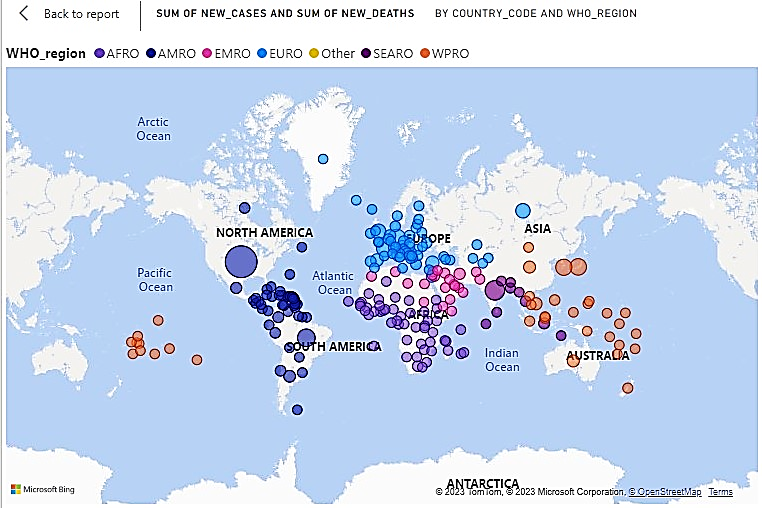 Back to report
SUM OF NEW_CASES AND SUM OF NEW_DEATHS BY COUNTRY_CODE AND WHO_REGION
WHO_region AFRO AMRO EMRO EURO Other SEARO WPRO
Arctic
Ocean
NORTH AMERICA
EUROPE
ASIA
Pacific
Ocean
Atlantic
Ocean
AFRICA
SOUTH AMERICA
Indian
Ocean
AUSTRALIA
ANTARCTICA
Microsoft Bing
© 2023 TomTom, © 2023 Microsoft Corporation, © OpenStreetMap Terms